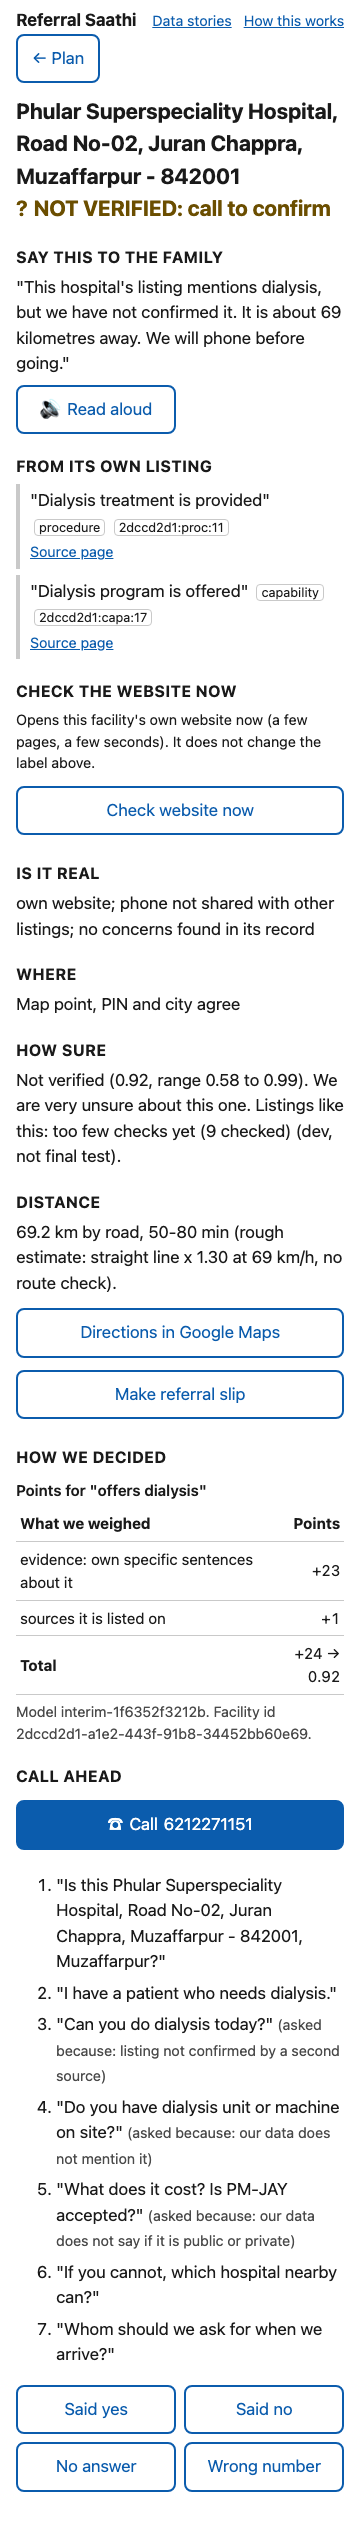 Referral Saathi Data stories How this works
← Plan
Phular Superspeciality Hospital,
Road No-02, Juran Chappra,
Muzaffarpur - 842001
? NOT VERIFIED: call to confirm
SAY THIS TO THE FAMILY
"This hospital's listing mentions dialysis,
but we have not confirmed it. It is about 69
kilometres away. We will phone before
going."
🔊 Read aloud
FROM ITS OWN LISTING
"Dialysis treatment is provided"
procedure 2dccd2d1:proc:11
Source page
"Dialysis program is offered" capability
2dccd2d1:capa:17
Source page
CHECK THE WEBSITE NOW
Opens this facility's own website now (a few
pages, a few seconds). It does not change the
label above.
Check website now
IS IT REAL
own website; phone not shared with other
listings; no concerns found in its record
WHERE
Map point, PIN and city agree
HOW SURE
Not verified (0.92, range 0.58 to 0.99). We
are very unsure about this one. Listings like
this: too few checks yet (9 checked) (dev,
not final test).
DISTANCE
69.2 km by road, 50-80 min (rough
estimate: straight line x 1.30 at 69 km/h, no
route check).
Directions in Google Maps
Make referral slip
HOW WE DECIDED
Points for "offers dialysis"
What we weighed Points
evidence: own specific sentences
about it +23
sources it is listed on +1
Total +24 →
0.92
Model interim-1f6352f3212b. Facility id
2dccd2d1-a1e2-443f-91b8-34452bb60e69.
CALL AHEAD
☎ Call 6212271151
1. "Is this Phular Superspeciality
Hospital, Road No-02, Juran
Chappra, Muzaffarpur - 842001,
Muzaffarpur?"
2. "I have a patient who needs dialysis."
3. "Can you do dialysis today?" (asked
because: listing not confirmed by a second
source)
4. "Do you have dialysis unit or machine
on site?" (asked because: our data does
not mention it)
5. "What does it cost? Is PM-JAY
accepted?" (asked because: our data
does not say if it is public or private)
6. "If you cannot, which hospital nearby
can?"
7. "Whom should we ask for when we
arrive?"
Said yes Said no
No answer Wrong number